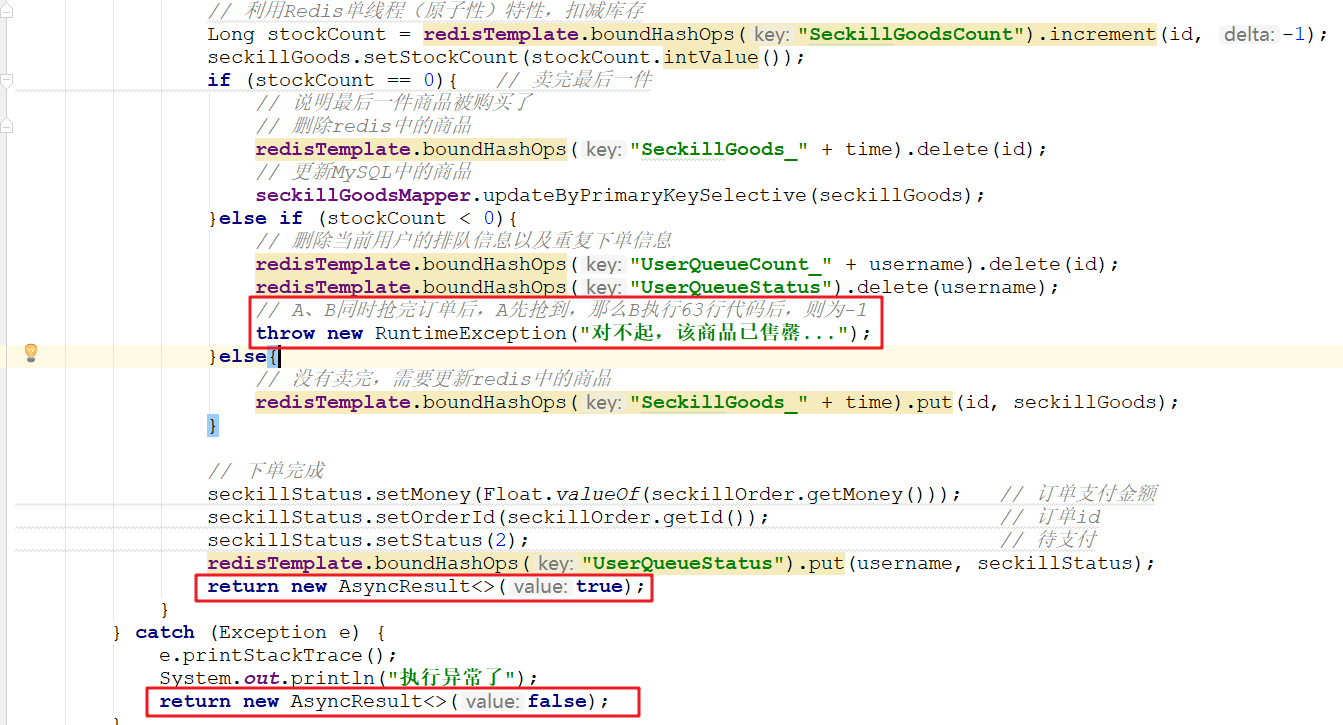 // 利用Redis单线程（原子性）特性，扣减库存
Long stockCount = redisTemplate.boundHashOps( key: "SeckillGoodsCount").increment(id, delta: -1);
seckillGoods.setStockCount(stockCount.intValue());
if (stockCount == 0){ // 卖完最后一件
// 说明最后一件商品被购买了
// 删除redis中的商品
redisTemplate.boundHashOps( key: "SeckillGoods_" + time).delete(id);
// 更新MySQL中的商品
seckillGoodsMapper.updateByPrimaryKeySelective(seckillGoods);
}else if (stockCount < 0){
// 删除当前用户的排队信息以及重复下单信息
redisTemplate.boundHashOps( key: "UserQueueCount_" + username).delete(id);
redisTemplate.boundHashOps( key: "UserQueueStatus").delete(username);
// A、B同时抢完订单后，A先抢到，那么B执行63行代码后，则为-1
throw new RuntimeException("对不起，该商品已售罄...");
}else{
// 没有卖完，需要更新redis中的商品
redisTemplate.boundHashOps( key: "SeckillGoods_" + time).put(id, seckillGoods);
}
// 下单完成
seckillStatus.setMoney(Float.valueOf(seckillOrder.getMoney())); // 订单支付金额
seckillStatus.setOrderId(seckillOrder.getId()); // 订单id
seckillStatus.setStatus(2); // 待支付
redisTemplate.boundHashOps( key: "UserQueueStatus").put(username, seckillStatus);
return new AsyncResult<>( value: true);
}
} catch (Exception e) {
e.printStackTrace();
System.out.println("执行异常了");
return new AsyncResult<>( value: false);
}